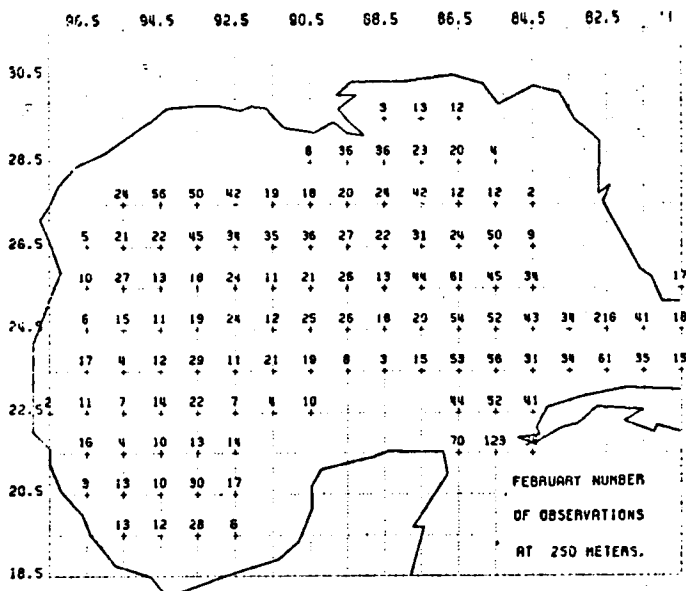 96.5 94.5 92.5 90.5 88.5 86.5 84.5 82.5
30.5
3 13 12
28.5
8 36 36 23 20 4
24 56 50 42 19 18 20 24 42 12 12 2
26.5
5 21 22 45 34 35 36 27 22 31 24 50 9
10 27 13 18 24 11 21 26 13 44 61 45 34 17
24.5
6 15 11 19 24 12 25 26 18 29 54 52 43 34 216 41 18
17 4 12 29 11 21 19 8 3 15 53 56 31 34 61 35 15
22.5
2 11 7 14 22 7 4 10 44 52 41
16 4 10 13 14 70 123
20.5
9 13 10 30 17
FEBRUARY NUMBER
OF OBSERVATIONS
13 12 28 6
AT 250 METERS.
18.5